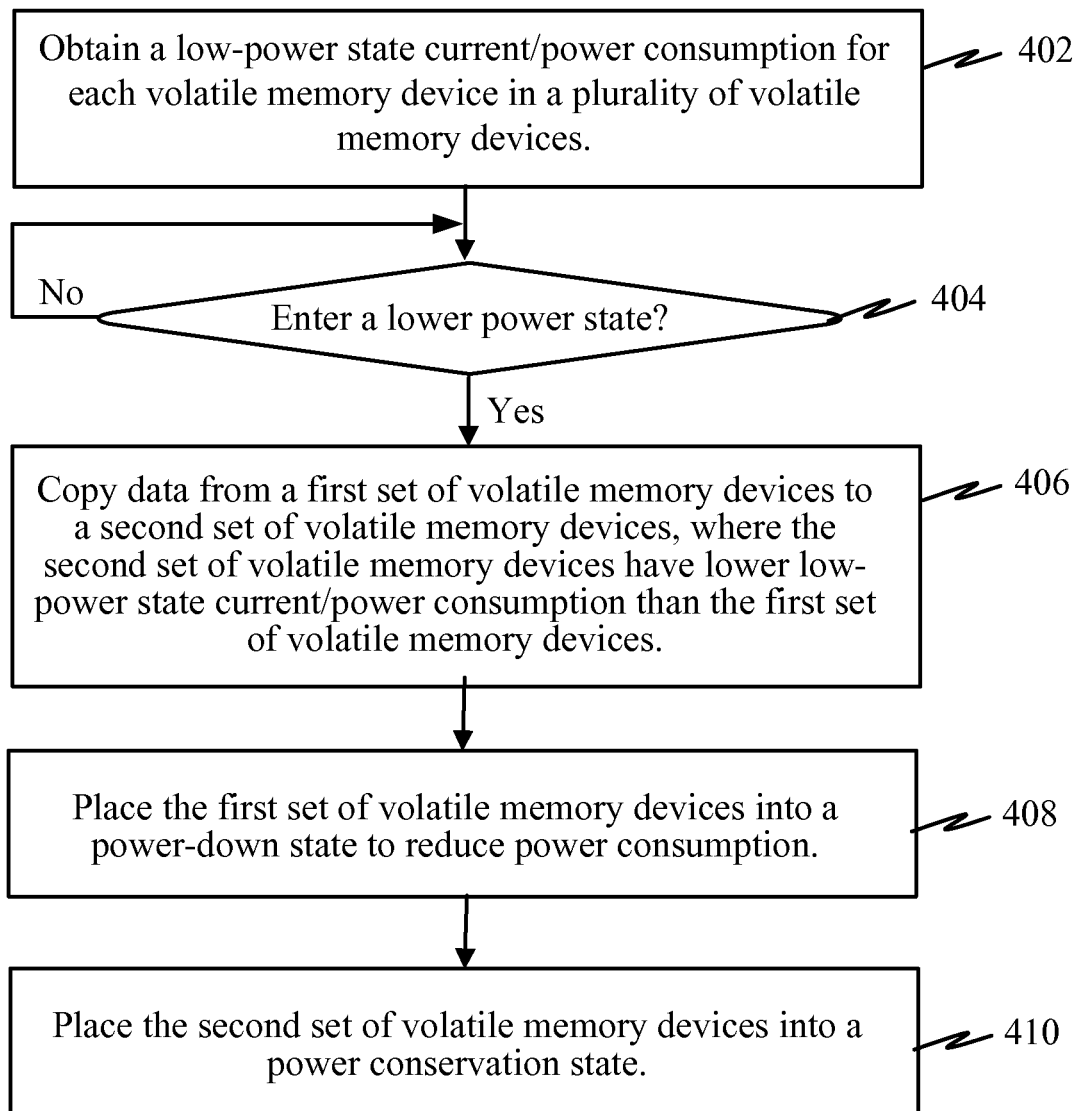 Obtain a low-power state current/power consumption for
each volatile memory device in a plurality of volatile
memory devices.
402
No
Enter a lower power state?
404
Yes
Copy data from a first set of volatile memory devices to
a second set of volatile memory devices, where the
second set of volatile memory devices have lower low-
power state current/power consumption than the first set
of volatile memory devices.
406
Place the first set of volatile memory devices into a
power-down state to reduce power consumption.
408
Place the second set of volatile memory devices into a
power conservation state.
410